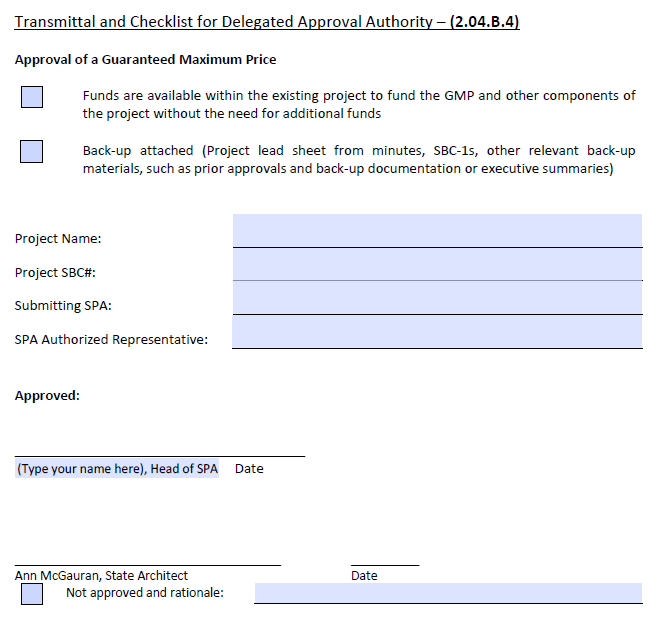 Transmittal and Checklist for Delegated Approval Authority – (2.04.B.4)
Approval of a Guaranteed Maximum Price
Funds are available within the existing project to fund the GMP and other components of
the project without the need for additional funds
Back-up attached (Project lead sheet from minutes, SBC-1s, other relevant back-up
materials, such as prior approvals and back-up documentation or executive summaries)
Project Name:
Project SBC#:
Submitting SPA:
SPA Authorized Representative:
Approved:
(Type your name here), Head of SPA Date
Ann McGauran, State Architect Date
Not approved and rationale: